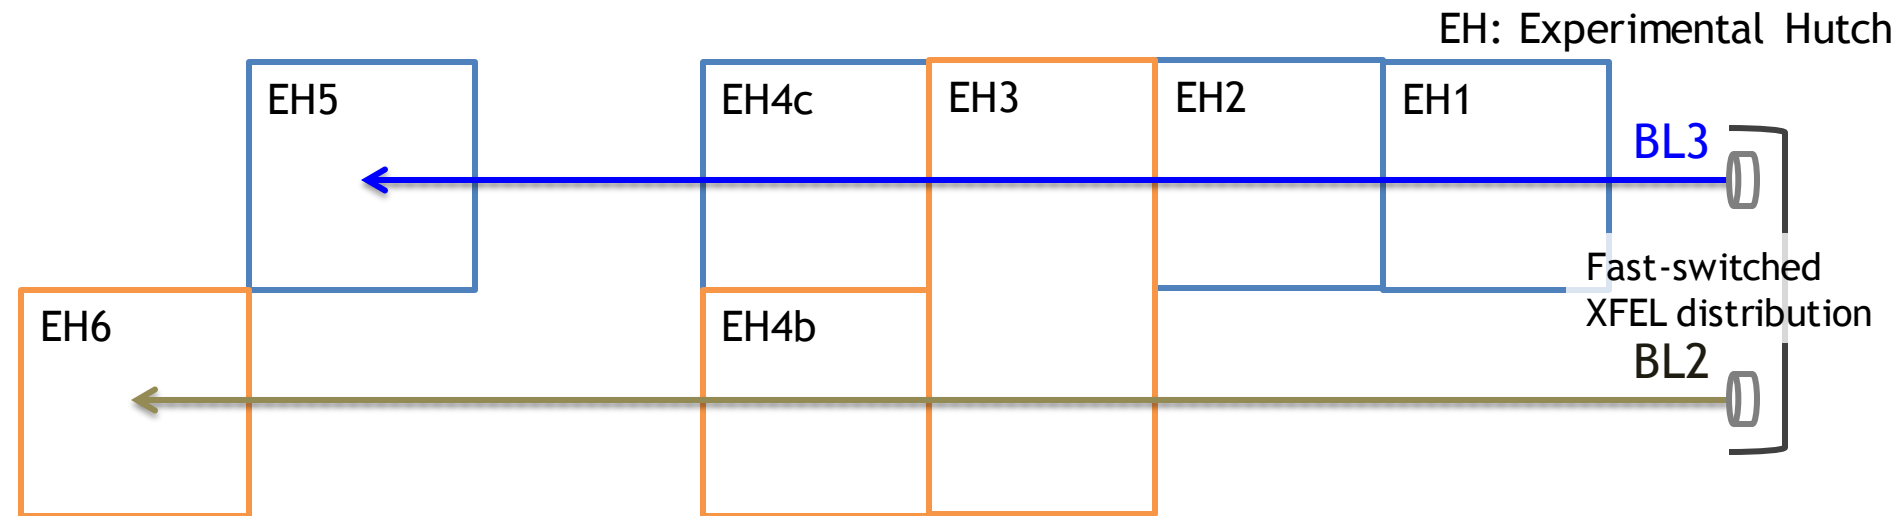 EH: Experimental Hutch
EH5
EH4c
EH3
EH2
EH1
BL3
Fast-switched
XFEL distribution
EH6
EH4b
BL2